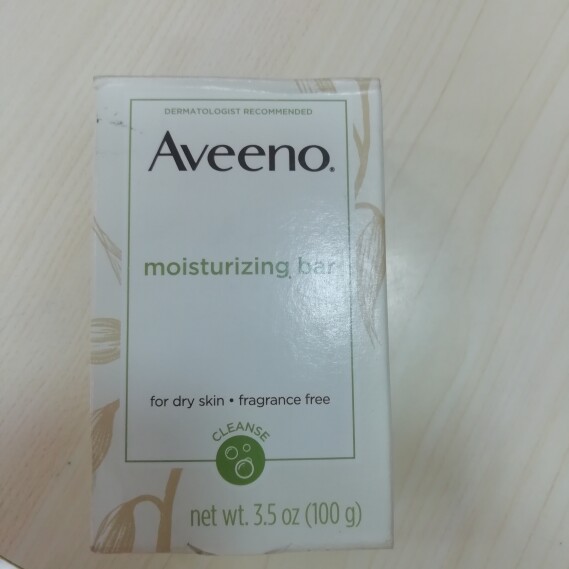 DERMATOLOGIST RECOMMENDED
Aveeno®
moisturizing bar
for dry skin • fragrance free
CLEANSE
net wt. 3.5 oz (100 g)